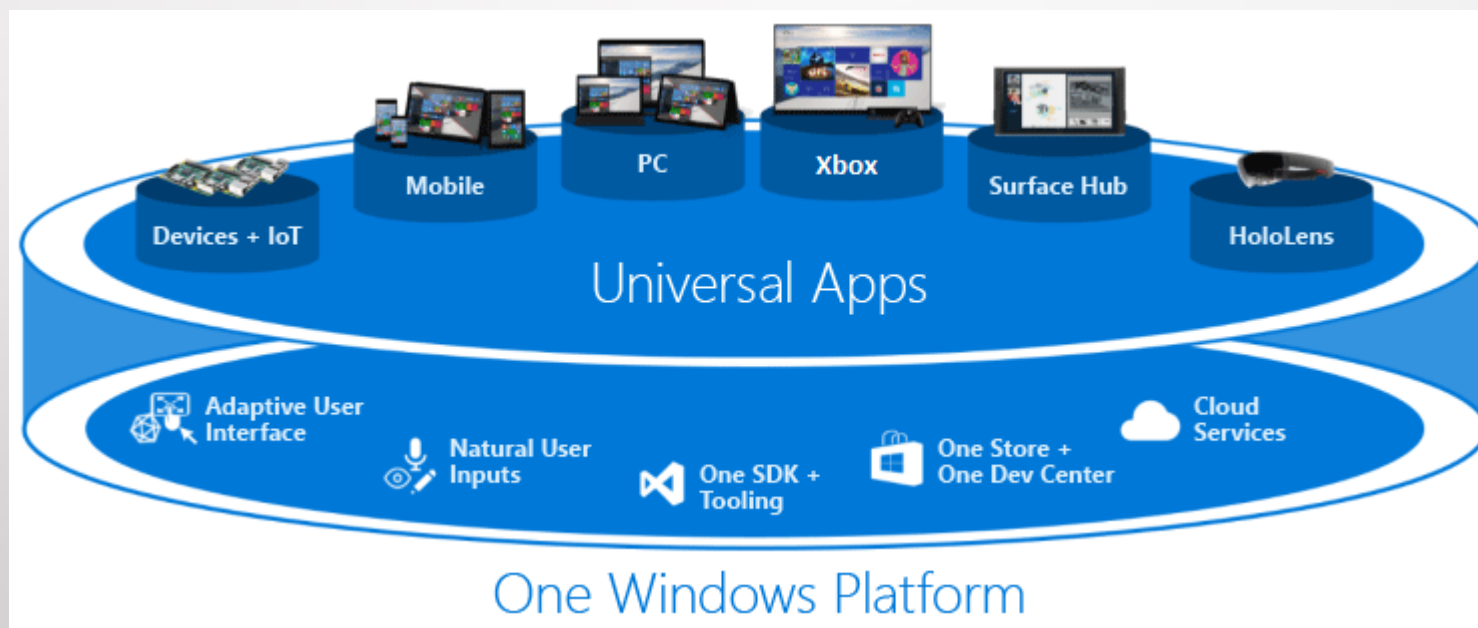 PC
Xbox
Mobile
Surface Hub
Devices + IoT
HoloLens
Universal Apps
Adaptive User
Interface
Natural User
Inputs
One SDK +
Tooling
One Store +
One Dev Center
Cloud
Services
One Windows Platform